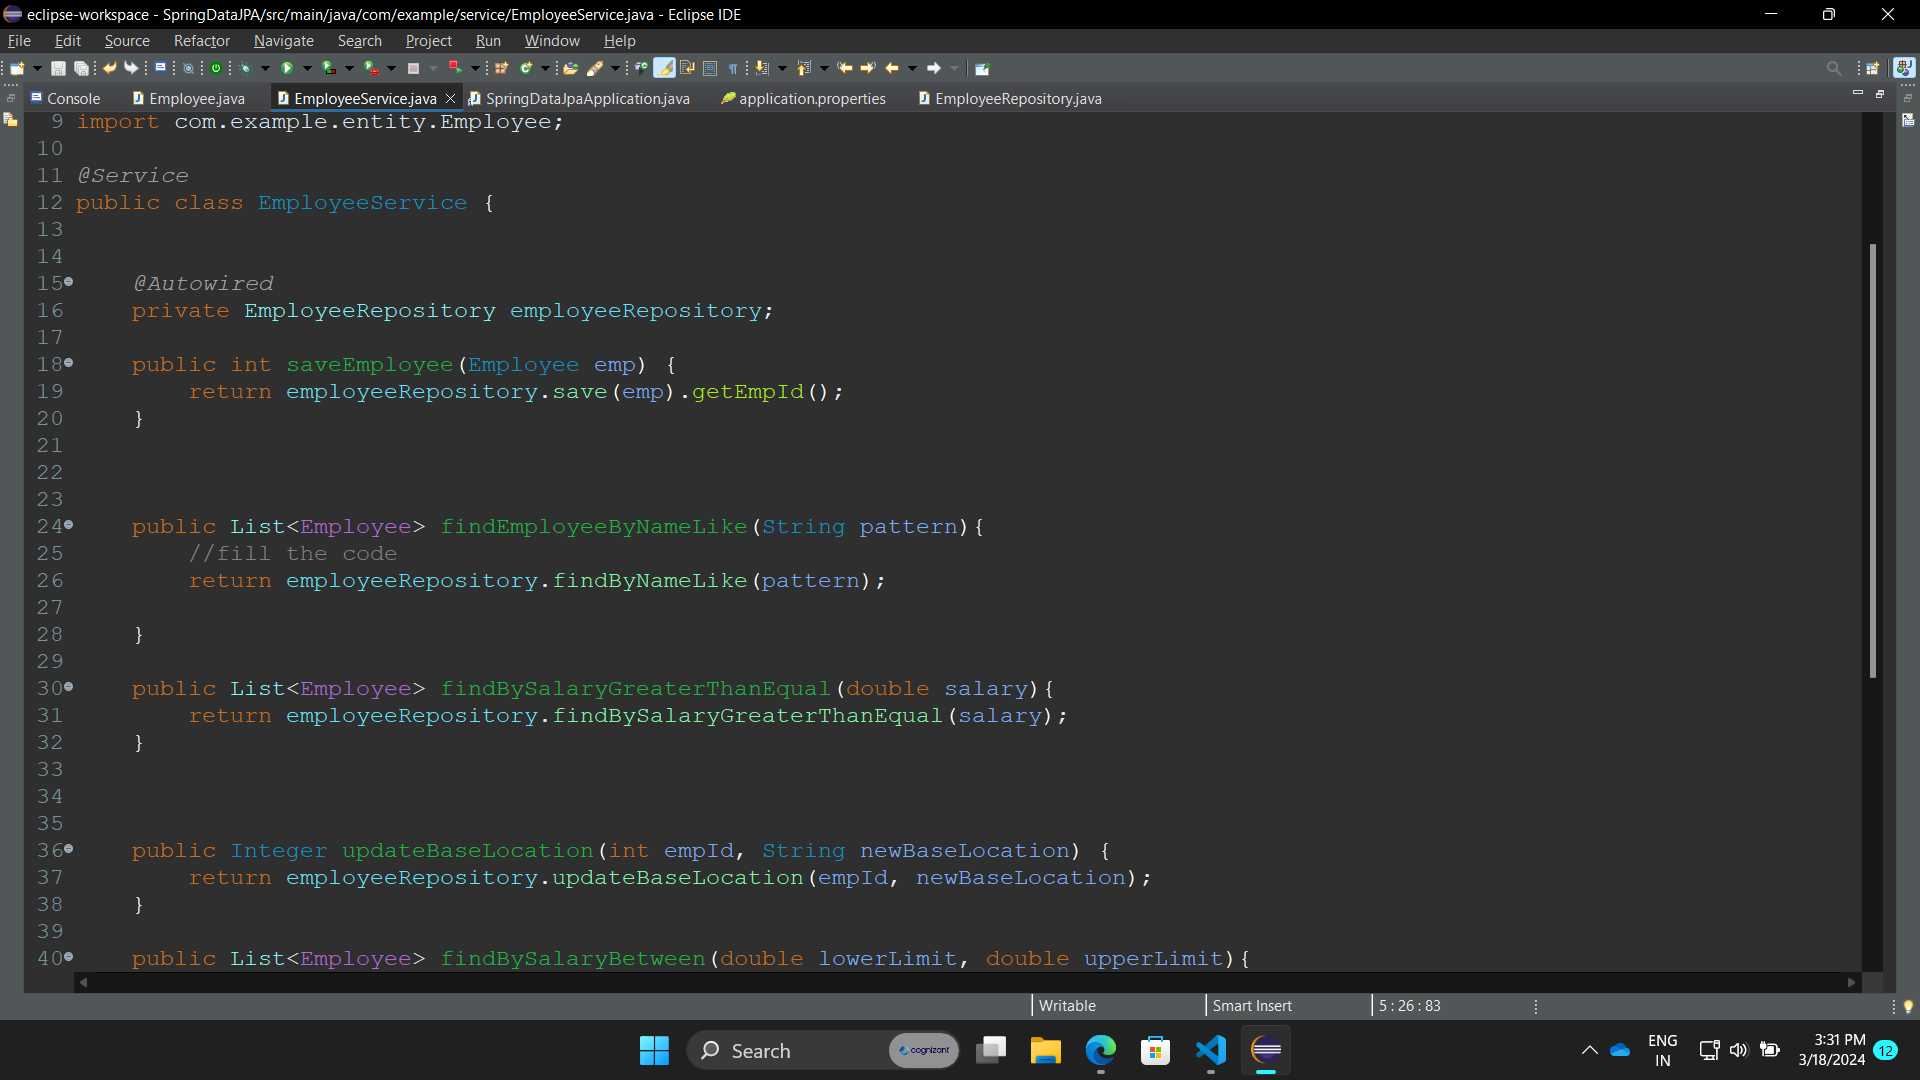 eclipse-workspace - SpringDataJPA/src/main/java/com/example/service/EmployeeService.java - Eclipse IDE
File Edit Source Refactor Navigate Search Project Run Window Help
Console Employee.java EmployeeService.java SpringDataJpaApplication.java application.properties EmployeeRepository.java
9 import com.example.entity.Employee;
10
11 @Service
12 public class EmployeeService {
13
14
15 @Autowired
16 private EmployeeRepository employeeRepository;
17
18 public int saveEmployee(Employee emp) {
19 return employeeRepository.save(emp).getEmpId();
20 }
21
22
23
24 public List<Employee> findEmployeeByNameLike(String pattern){
25 //fill the code
26 return employeeRepository.findByNameLike(pattern);
27
28 }
29
30 public List<Employee> findBySalaryGreaterThanEqual(double salary){
31 return employeeRepository.findBySalaryGreaterThanEqual(salary);
32 }
33
34
35
36 public Integer updateBaseLocation(int empId, String newBaseLocation) {
37 return employeeRepository.updateBaseLocation(empId, newBaseLocation);
38 }
39
40 public List<Employee> findBySalaryBetween(double lowerLimit, double upperLimit){
Writable Smart Insert 5 : 26 : 83
Search cognizant ENG 3:31 PM 12
IN 3/18/2024